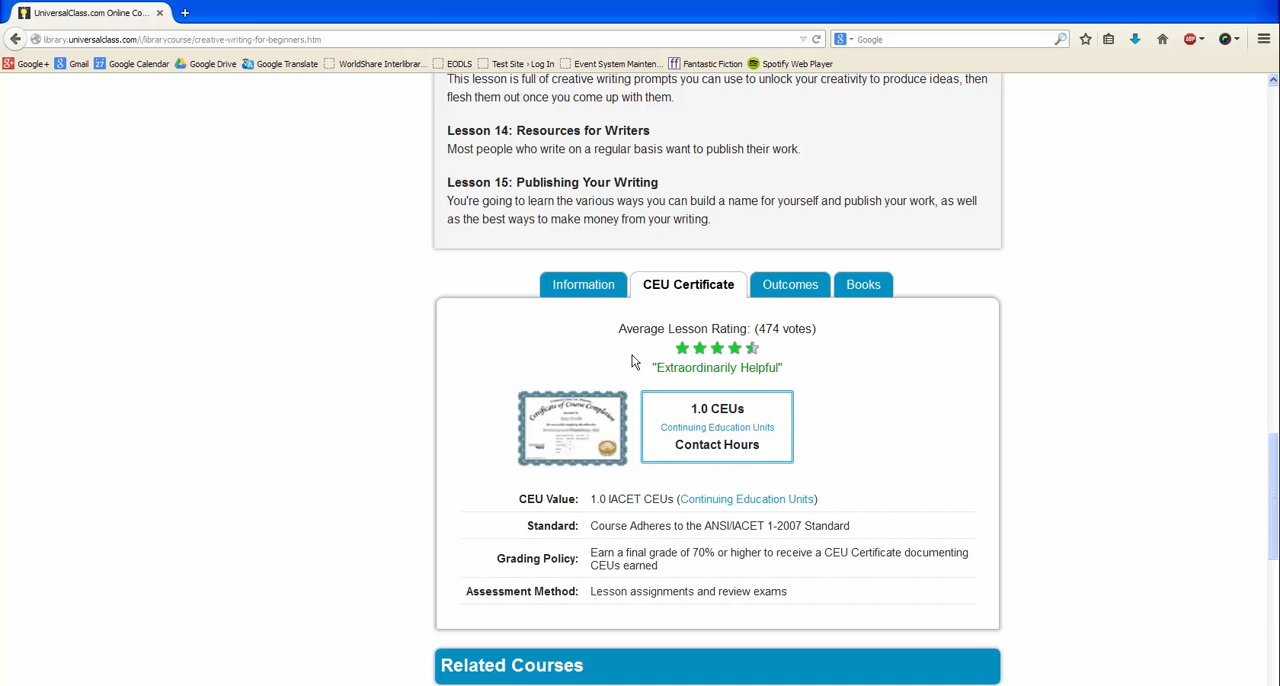 UniversalClass.com Online Co...
library.universalclass.com/i/librarycourse/creative-writing-for-beginners.htm
Google
Google+ Gmail Google Calendar Google Drive Google Translate WorldShare Interlibrar... EODLS Test Site › Log In Event System Mainten... Fantastic Fiction Spotify Web Player
This lesson is full of creative writing prompts you can use to unlock your creativity to produce ideas, then
flesh them out once you come up with them.
Lesson 14: Resources for Writers
Most people who write on a regular basis want to publish their work.
Lesson 15: Publishing Your Writing
You're going to learn the various ways you can build a name for yourself and publish your work, as well
as the best ways to make money from your writing.
Information CEU Certificate Outcomes Books
Average Lesson Rating: (474 votes)
"Extraordinarily Helpful"
Certificate of Course Completion
1.0 CEUs
Continuing Education Units
Contact Hours
CEU Value: 1.0 IACET CEUs (Continuing Education Units)
Standard: Course Adheres to the ANSI/IACET 1-2007 Standard
Grading Policy: Earn a final grade of 70% or higher to receive a CEU Certificate documenting
CEUs earned
Assessment Method: Lesson assignments and review exams
Related Courses